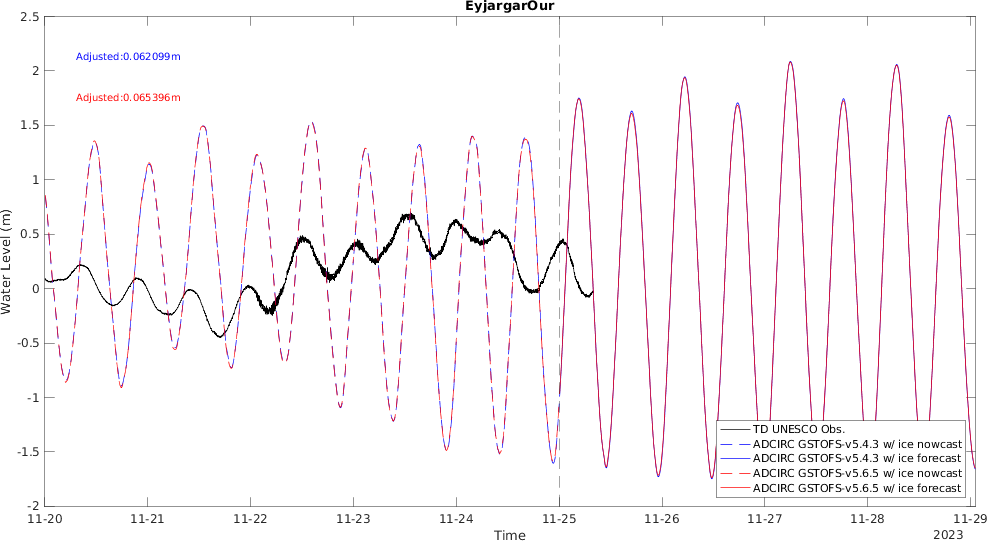 EyjargarOur
2.5
2
1.5
1
0.5
0
-0.5
-1
-1.5
-2
Water Level (m)
Adjusted:0.062099m
Adjusted:0.065396m
TD UNESCO Obs.
ADCIRC GSTOFS-v5.4.3 w/ ice nowcast
ADCIRC GSTOFS-v5.4.3 w/ ice forecast
ADCIRC GSTOFS-v5.6.5 w/ ice nowcast
ADCIRC GSTOFS-v5.6.5 w/ ice forecast
11-20 11-21 11-22 11-23 11-24 11-25 11-26 11-27 11-28 11-29
Time
2023